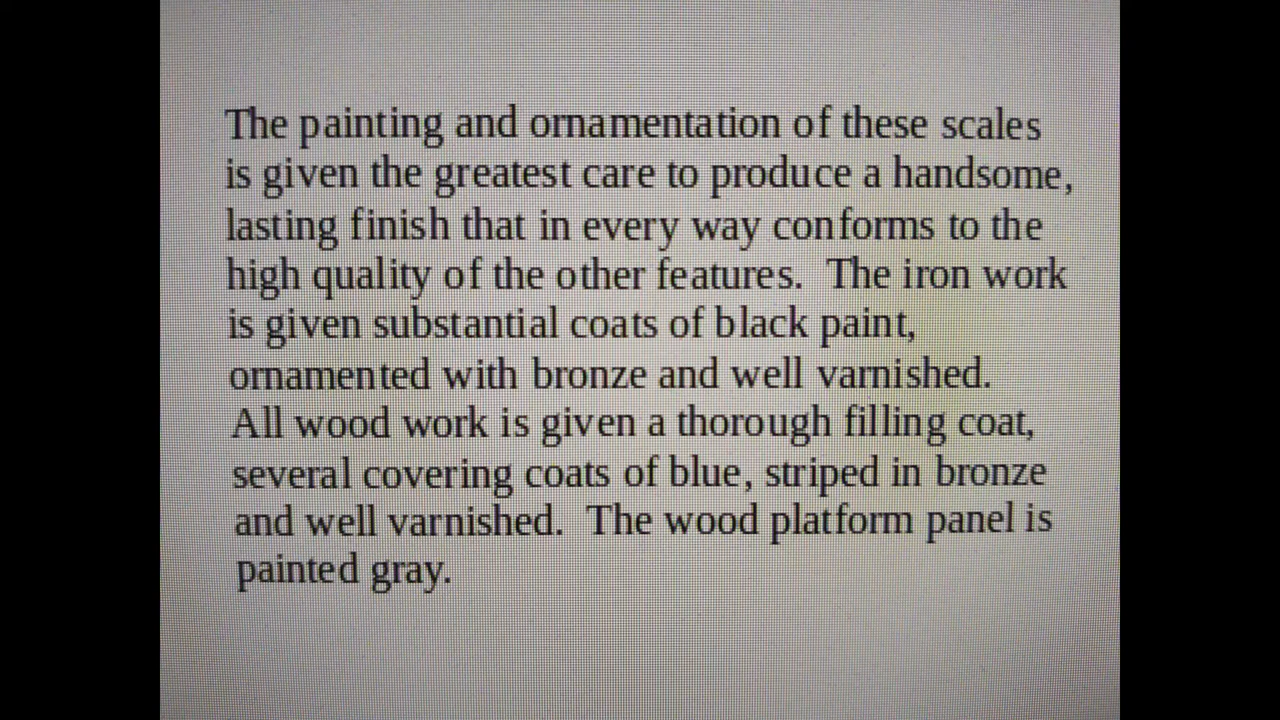 The painting and ornamentation of these scales
is given the greatest care to produce a handsome,
lasting finish that in every way conforms to the
high quality of the other features.  The iron work
is given substantial coats of black paint,
ornamented with bronze and well varnished.
All wood work is given a thorough filling coat,
several covering coats of blue, striped in bronze
and well varnished.  The wood platform panel is
painted gray.